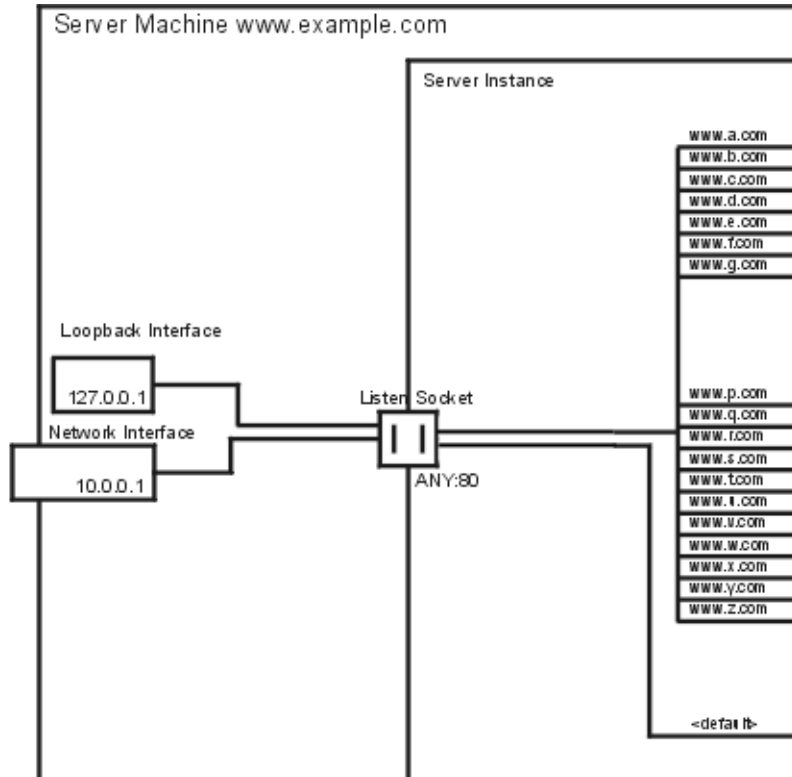 Server Machine www.example.com
Server Instance
www.a.com
www.b.com
www.c.com
www.d.com
www.e.com
www.f.com
www.g.com
Loopback Interface
127.0.0.1
Listen Socket
Network Interface
10.0.0.1
ANY:80
www.p.com
www.q.com
www.r.com
www.s.com
www.t.com
www.u.com
www.v.com
www.w.com
www.x.com
www.y.com
www.z.com
<default>